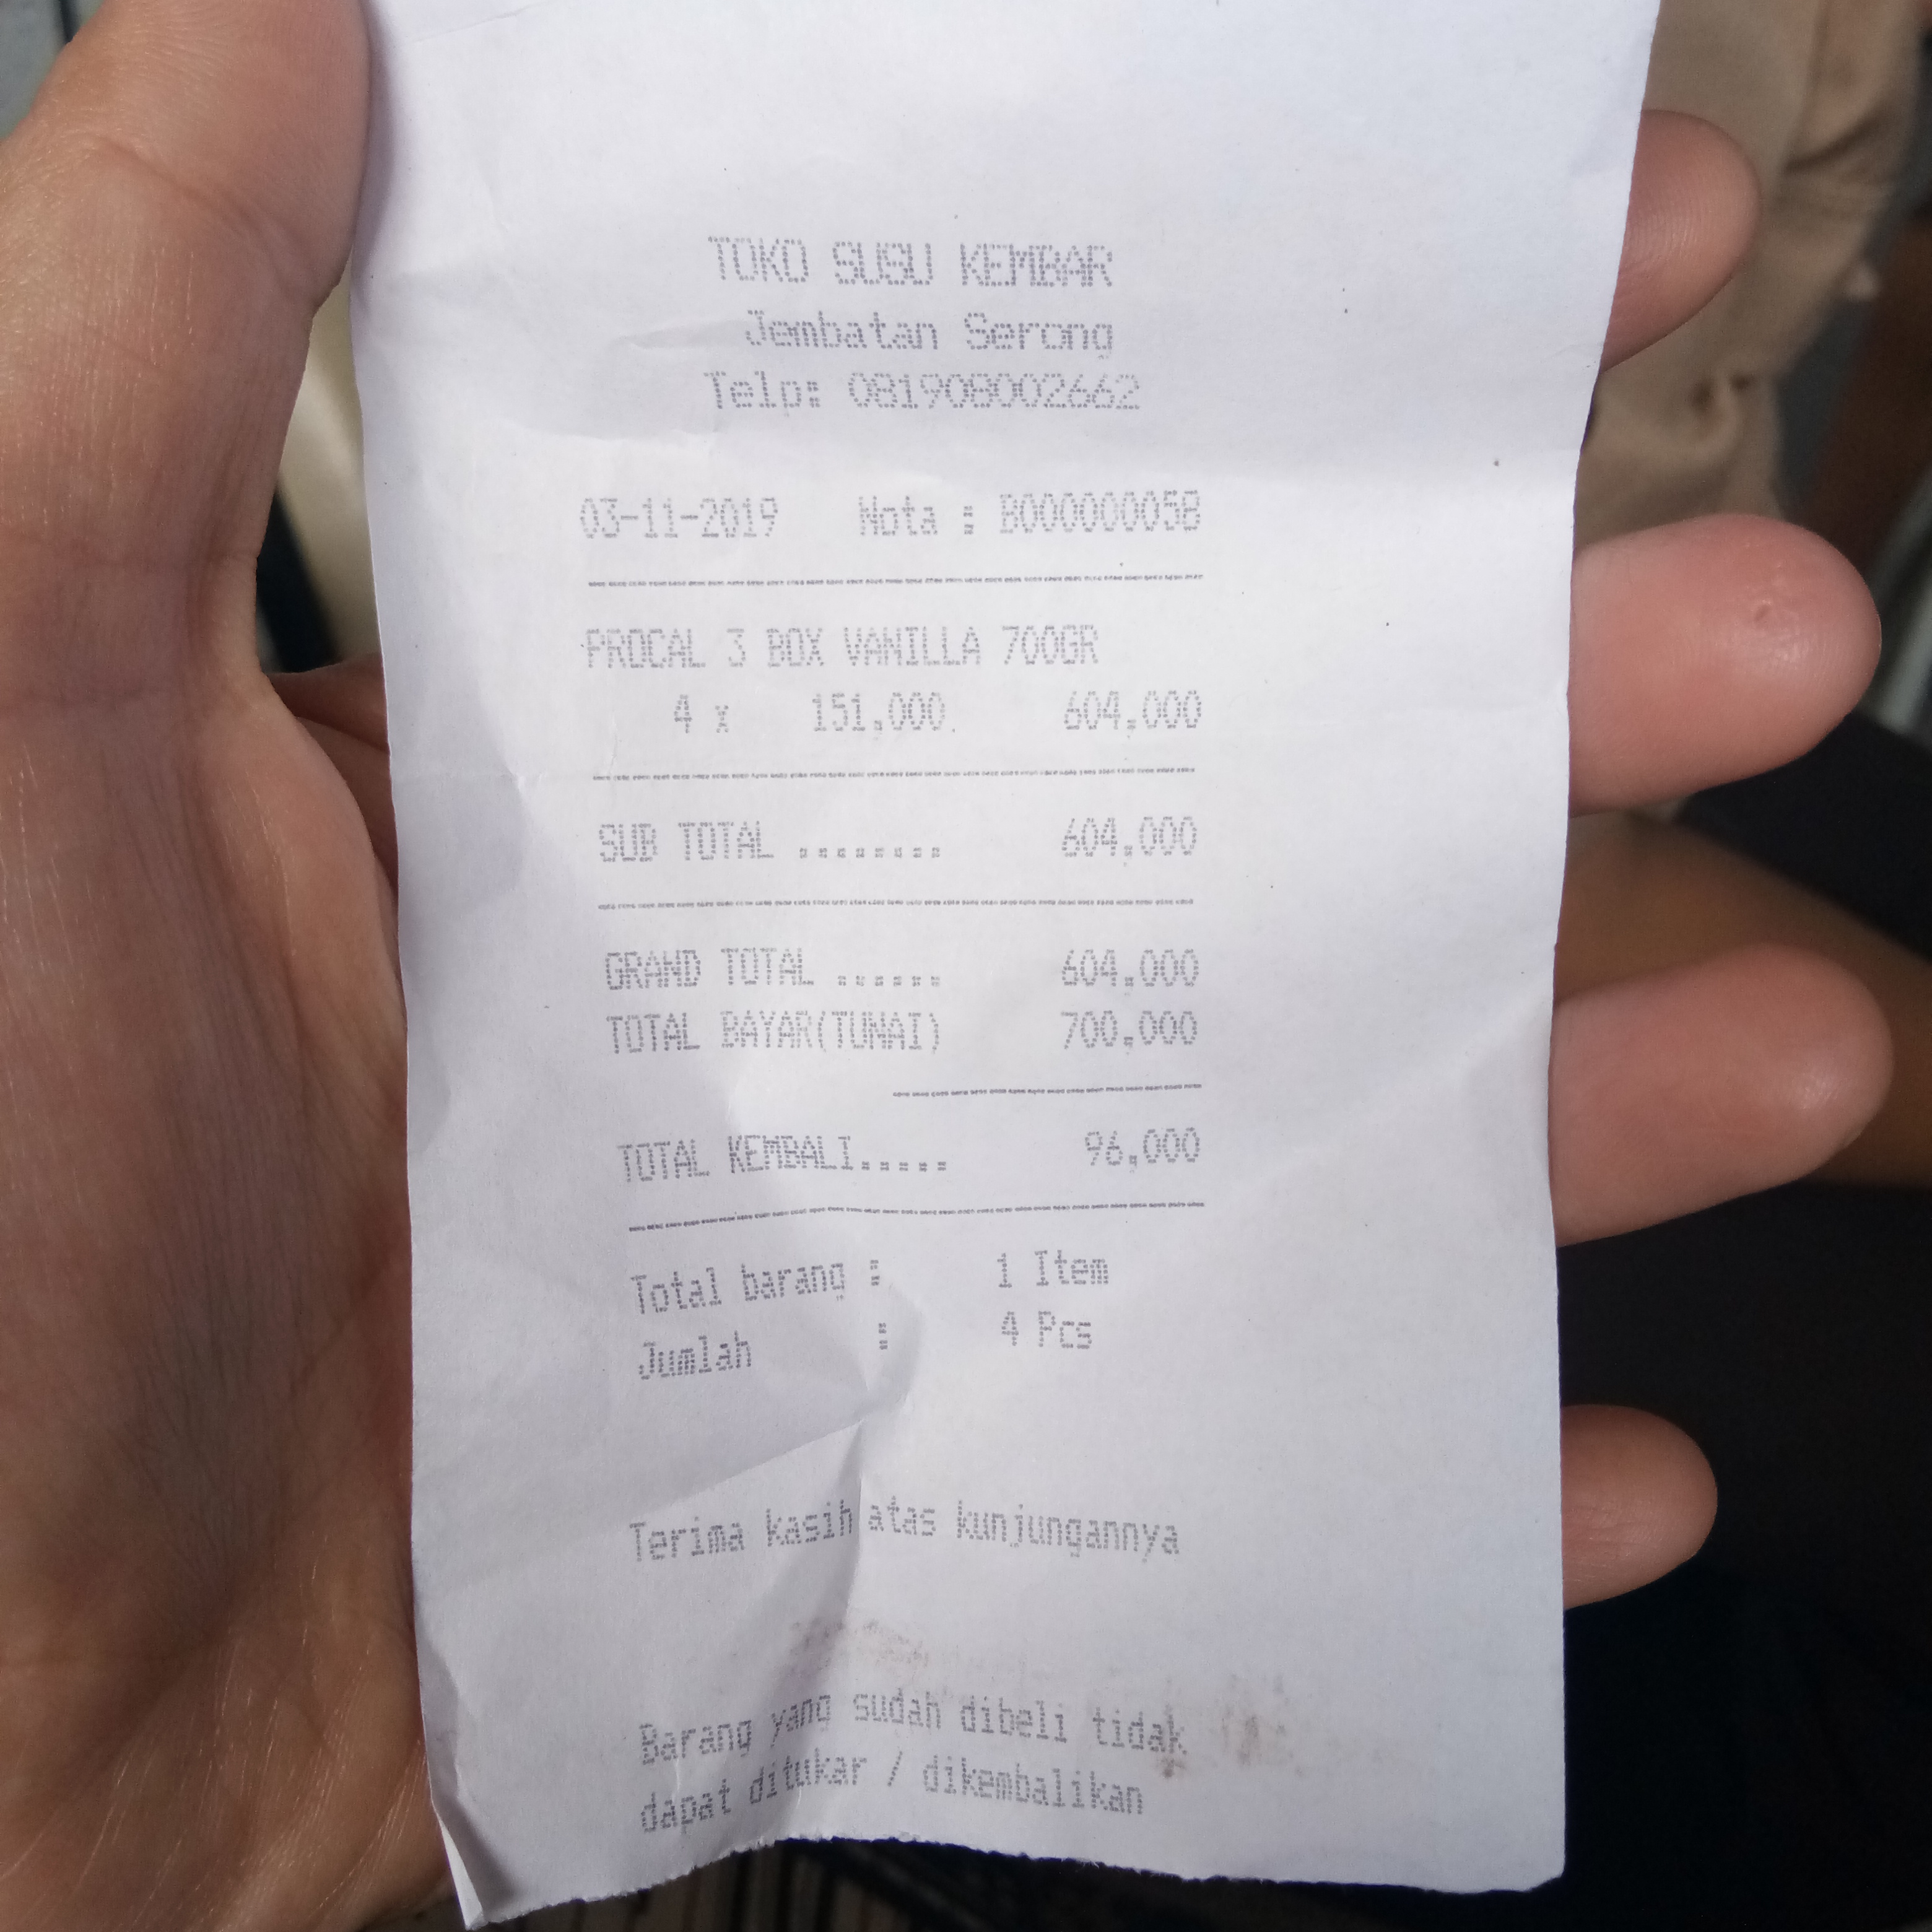 TOKO SUSU KEMBAR
Jembatan Serong
Telp: 081908002662
03-11-2019 Nota :
PROCAL 3 BOX VANILLA 700GR
4 x 151,000 604,000
SUB TOTAL ....... 604,000
GRAND TOTAL ...... 604,000
TOTAL BAYAR(TUNAI) 700,000
TOTAL KEMBALI..... 96,000
Total barang : 1 Item
Jumlah : 4 Pcs
Terima kasih atas kunjungannya
Barang yang sudah dibeli tidak
dapat ditukar / dikembalikan